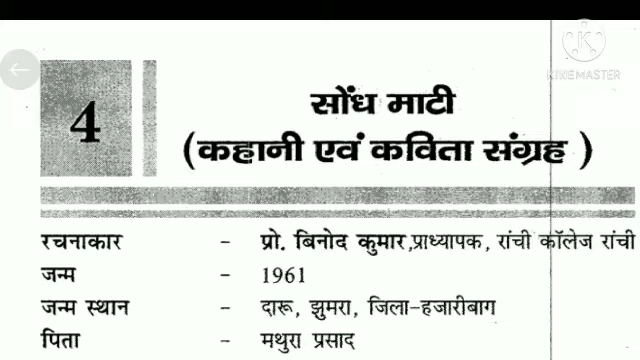 KINEMASTER
4
सोंध माटी
(कहानी एवं कविता संग्रह )
रचनाकार - प्रो. बिनोद कुमार,प्राध्यापक, रांची कॉलेज रांची
जन्म - 1961
जन्म स्थान - दारू, झुमरा, जिला-हजारीबाग
पिता - मथुरा प्रसाद